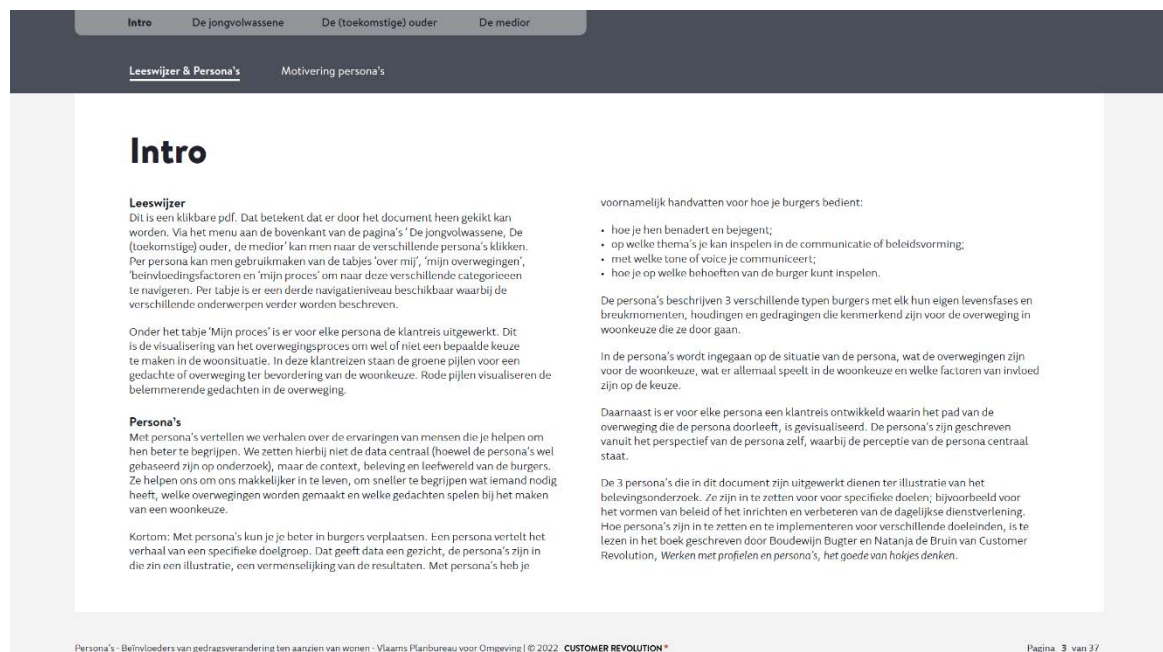 Intro De jongvolwassene De (toekomstige) ouder De medior
Leeswijzer & Persona's Motivering persona's
Intro
Leeswijzer
Dit is een klikbare pdf. Dat betekent dat er door het document heen gekikt kan
worden. Via het menu aan de bovenkant van de pagina's 'De jongvolwassene, De
(toekomstige) ouder, de medior' kan men naar de verschillende persona's klikken.
Per persona kan men gebruikmaken van de tabjes 'over mij', 'mijn overwegingen',
'beïnvloedingsfactoren en 'mijn proces' om naar deze verschillende categorieeen
te navigeren. Per tabje is er een derde navigatieniveau beschikbaar waarbij de
verschillende onderwerpen verder worden beschreven.
Onder het tabje 'Mijn proces' is er voor elke persona de klantreis uitgewerkt. Dit
is de visualisering van het overwegingsproces om wel of niet een bepaalde keuze
te maken in de woonsituatie. In deze klantreizen staan de groene pijlen voor een
gedachte of overweging ter bevordering van de woonkeuze. Rode pijlen visualiseren de
belemmerende gedachten in de overweging.
Persona's
Met persona's vertellen we verhalen over de ervaringen van mensen die je helpen om
hen beter te begrijpen. We zetten hierbij niet de data centraal (hoewel de persona's wel
gebaseerd zijn op onderzoek), maar de context, beleving en leefwereld van de burgers.
Ze helpen ons om ons makkelijker in te leven, om sneller te begrijpen wat iemand nodig
heeft, welke overwegingen worden gemaakt en welke gedachten spelen bij het maken
van een woonkeuze.
Kortom: Met persona's kun je je beter in burgers verplaatsen. Een persona vertelt het
verhaal van een specifieke doelgroep. Dat geeft data een gezicht, de persona's zijn in
die zin een illustratie, een vermenselijking van de resultaten. Met persona's heb je
voornamelijk handvatten voor hoe je burgers bedient:
• hoe je hen benadert en bejegent;
• op welke thema's je kan inspelen in de communicatie of beleidsvorming;
• met welke tone of voice je communiceert;
• hoe je op welke behoeften van de burger kunt inspelen.
De persona's beschrijven 3 verschillende typen burgers met elk hun eigen levensfases en
breukmomenten, houdingen en gedragingen die kenmerkend zijn voor de overweging in
woonkeuze die ze door gaan.
In de persona's wordt ingegaan op de situatie van de persona, wat de overwegingen zijn
voor de woonkeuze, wat er allemaal speelt in de woonkeuze en welke factoren van invloed
zijn op de keuze.
Daarnaast is er voor elke persona een klantreis ontwikkeld waarin het pad van de
overweging die de persona doorleeft, is gevisualiseerd. De persona's zijn geschreven
vanuit het perspectief van de persona zelf, waarbij de perceptie van de persona centraal
staat.
De 3 persona's die in dit document zijn uitgewerkt dienen ter illustratie van het
belevingsonderzoek. Ze zijn in te zetten voor voor specifieke doelen; bijvoorbeeld voor
het vormen van beleid of het inrichten en verbeteren van de dagelijkse dienstverlening.
Hoe persona's zijn in te zetten en te implementeren voor verschillende doeleinden, is te
lezen in het boek geschreven door Boudewijn Bugter en Natanja de Bruin van Customer
Revolution, Werken met profielen en persona's, het goede van hokjes denken.
Persona's - Beïnvloeders van gedragsverandering ten aanzien van wonen - Vlaams Planbureau voor Omgeving | © 2022 CUSTOMER REVOLUTION * Pagina 3 van 37